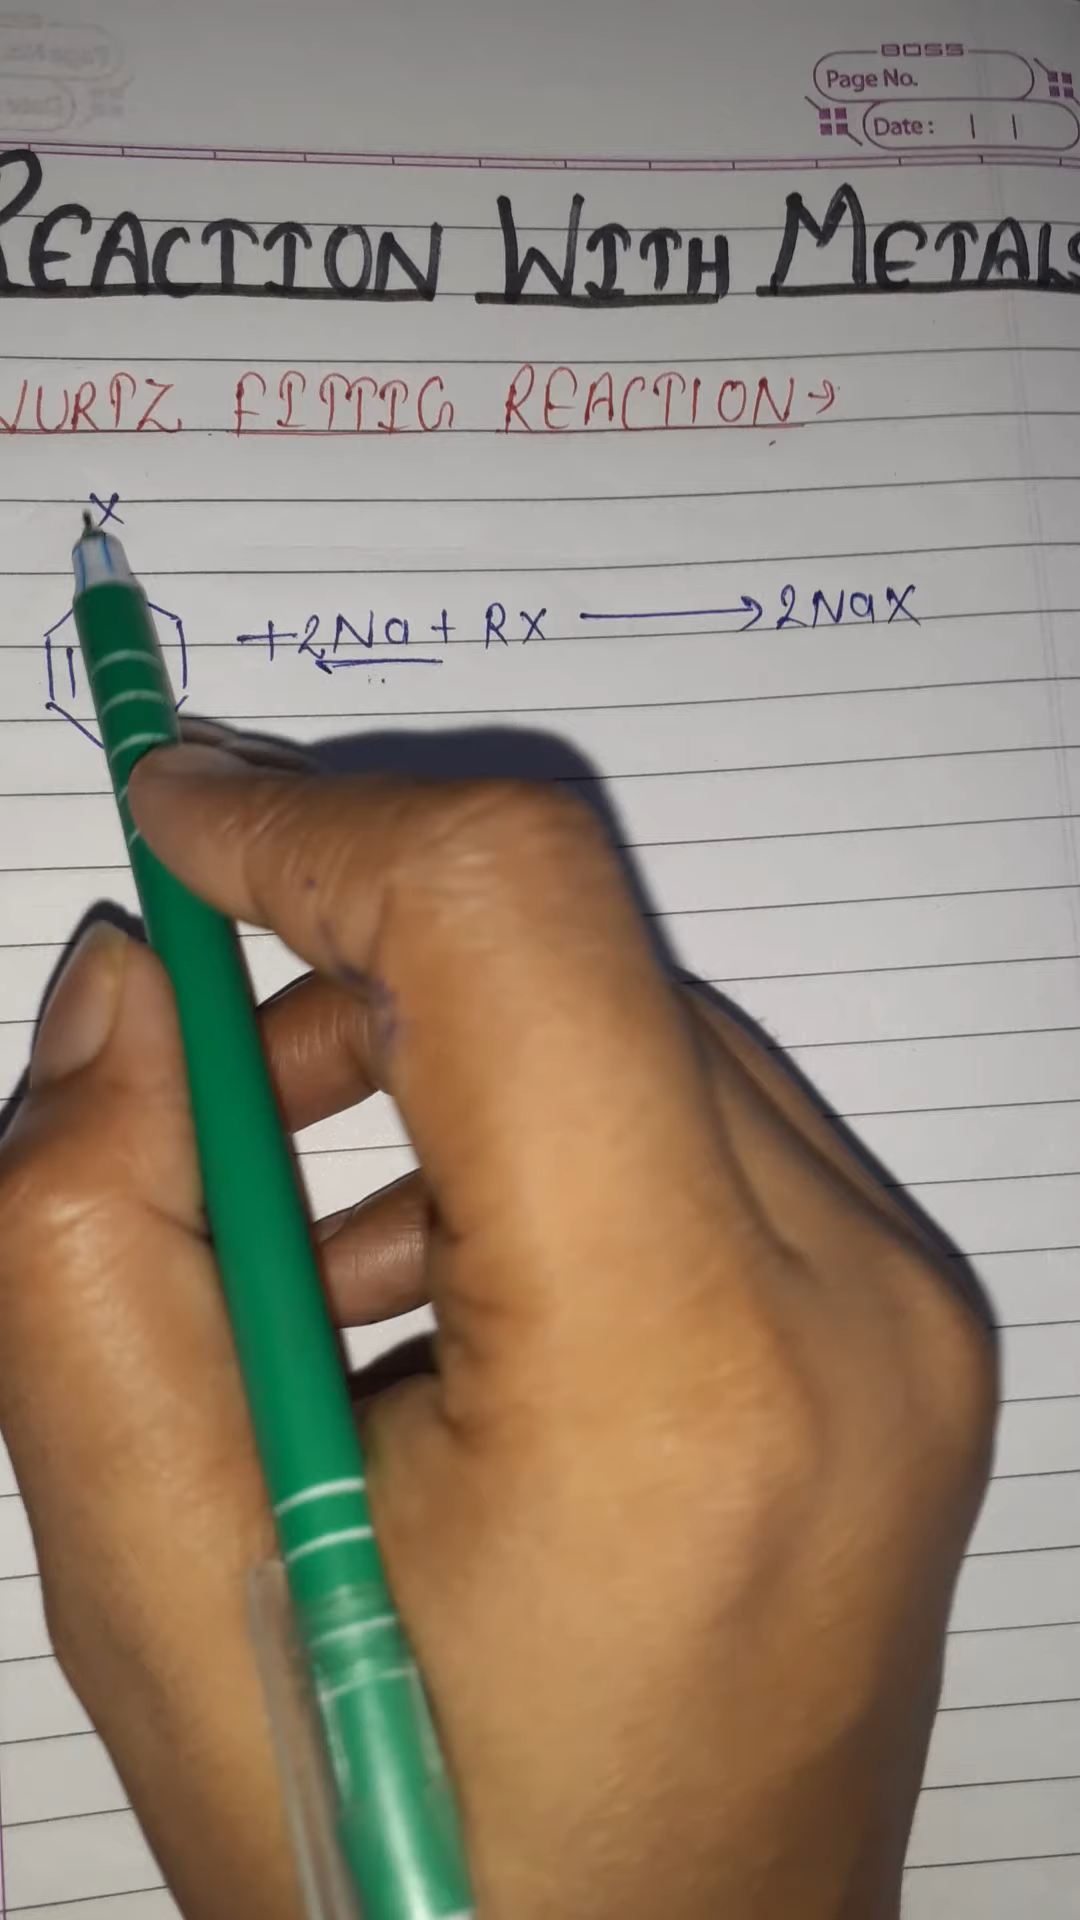 BOSS
Page No.
Date:
REACTION WITH METALS
WURTZ FITTIG REACTION→
X
+2Na + RX ⟶ 2NaX